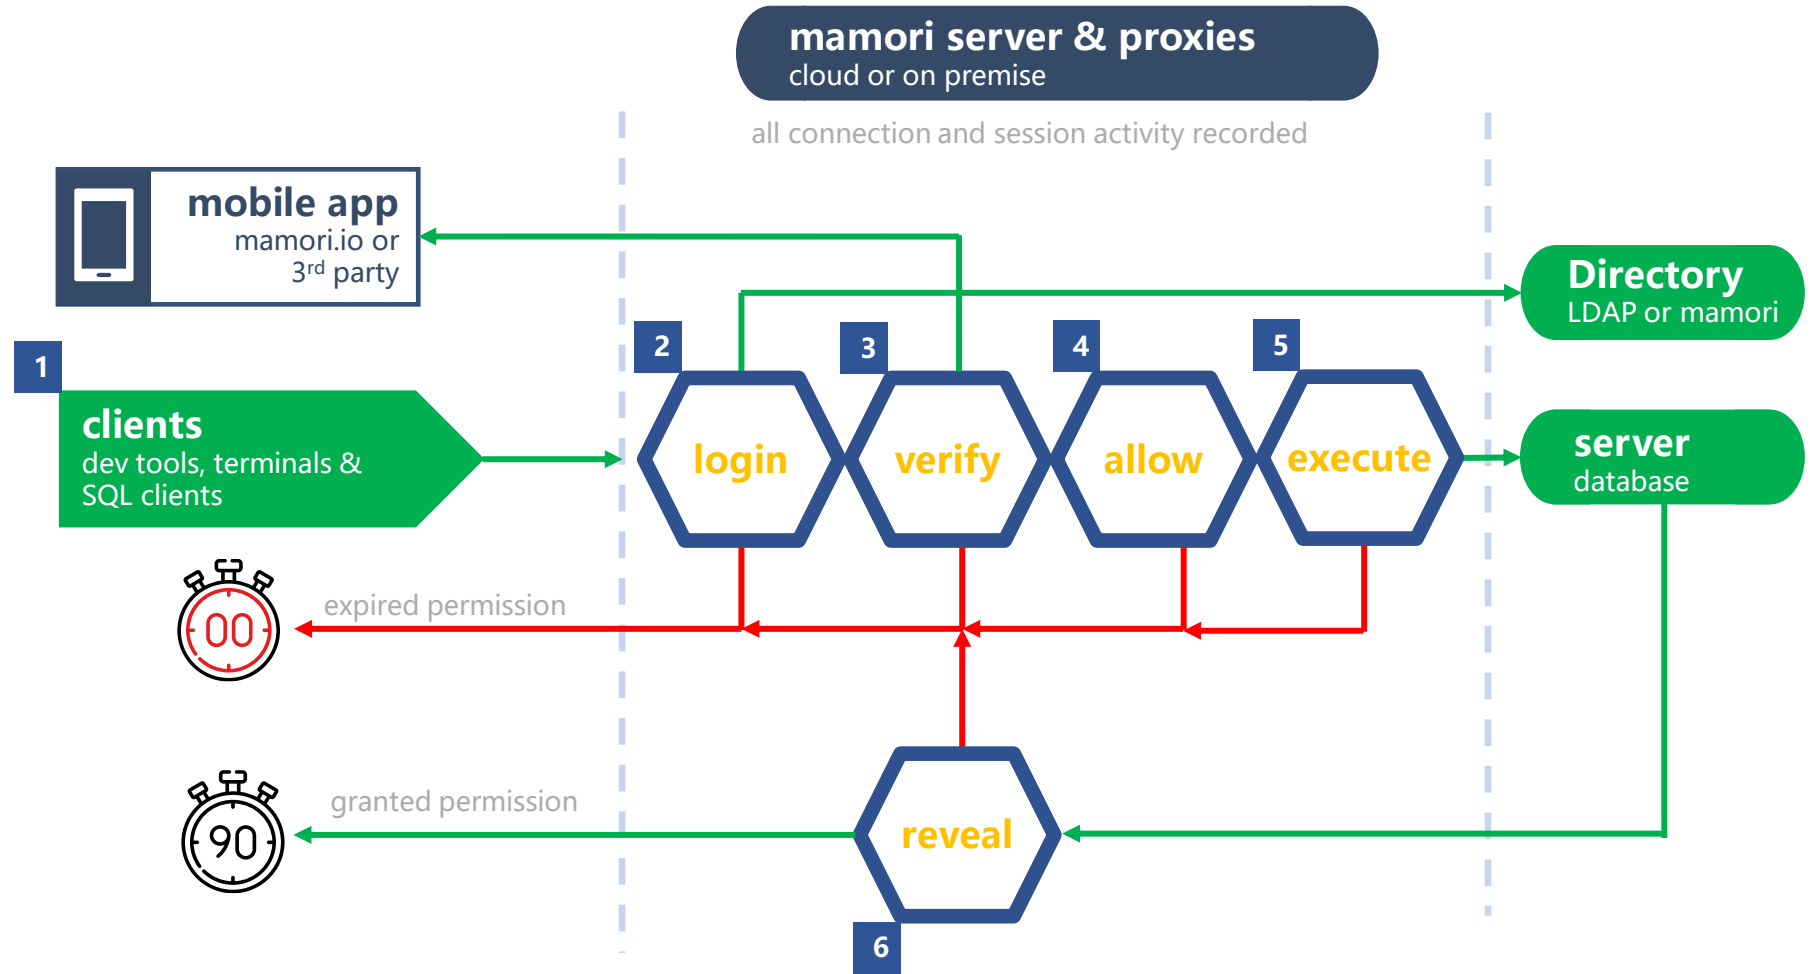 mamori server & proxies
cloud or on premise
all connection and session activity recorded
mobile app
mamori.io or
3rd party
Directory
LDAP or mamori
1
2
3
4
5
clients
dev tools, terminals &
SQL clients
login
verify
allow
execute
server
database
00
expired permission
90
granted permission
reveal
6